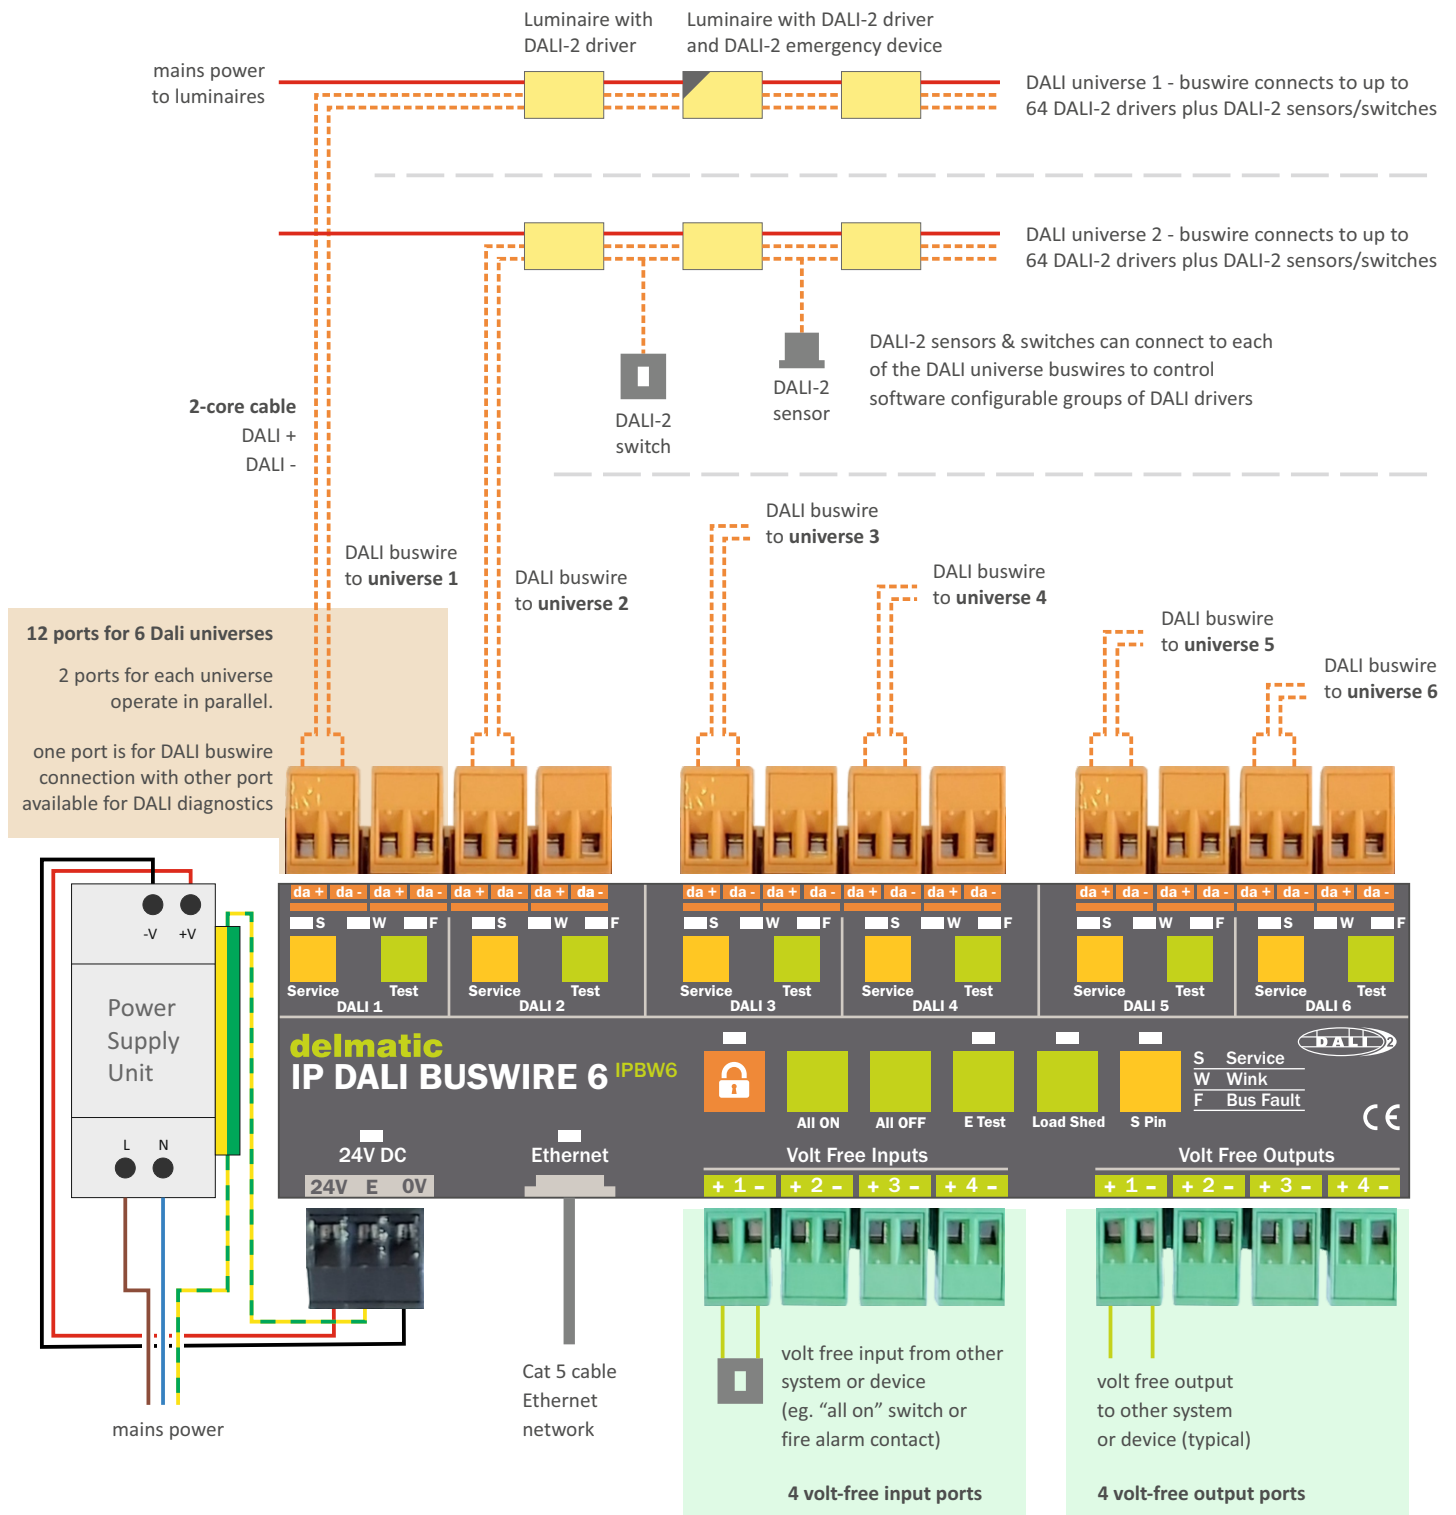 Luminaire with
DALI-2 driver
Luminaire with DALI-2 driver
and DALI-2 emergency device
mains power
to luminaires
DALI universe 1 - buswire connects to up to
64 DALI-2 drivers plus DALI-2 sensors/switches
DALI universe 2 - buswire connects to up to
64 DALI-2 drivers plus DALI-2 sensors/switches
DALI-2
switch
DALI-2
sensor
DALI-2 sensors & switches can connect to each
of the DALI universe buswires to control
software configurable groups of DALI drivers
2-core cable
DALI +
DALI -
DALI buswire
to universe 1
DALI buswire
to universe 2
DALI buswire
to universe 3
DALI buswire
to universe 4
DALI buswire
to universe 5
DALI buswire
to universe 6
12 ports for 6 Dali universes
2 ports for each universe
operate in parallel.
one port is for DALI buswire
connection with other port
available for DALI diagnostics
da + da - da + da - da + da - da + da -
da + da - da + da - da + da - da + da -
da + da - da + da - da + da - da + da -
S W F S W F
S W F S W F
S W F S W F
Service Test Service Test
Service Test Service Test
Service Test Service Test
DALI 1 DALI 2 DALI 3 DALI 4 DALI 5 DALI 6
-V +V
Power
Supply
Unit
L N
mains power
delmatic
IP DALI BUSWIRE 6 IPBW6
All ON All OFF E Test Load Shed S Pin
S Service
W Wink
F Bus Fault
DALI 2
CE
24V DC
24V E 0V
Ethernet
Volt Free Inputs
+ 1 - + 2 - + 3 - + 4 -
Volt Free Outputs
+ 1 - + 2 - + 3 - + 4 -
Cat 5 cable
Ethernet
network
volt free input from other
system or device
(eg. “all on” switch or
fire alarm contact)
4 volt-free input ports
volt free output
to other system
or device (typical)
4 volt-free output ports